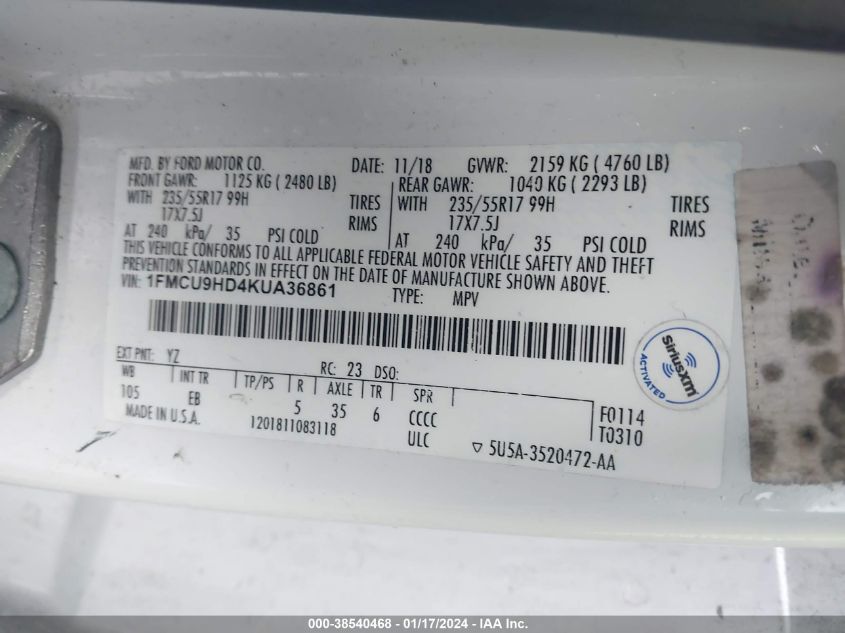 MFD. BY FORD MOTOR CO. DATE: 11/18 GVWR: 2159 KG ( 4760 LB)
FRONT GAWR: 1125 KG ( 2480 LB) REAR GAWR: 1040 KG ( 2293 LB)
WITH 235/55R17 99H TIRES WITH 235/55R17 99H TIRES
17X7.5J RIMS 17X7.5J RIMS
AT 240 kPa/ 35 PSI COLD AT 240 kPa/ 35 PSI COLD
THIS VEHICLE CONFORMS TO ALL APPLICABLE FEDERAL MOTOR VEHICLE SAFETY AND THEFT
PREVENTION STANDARDS IN EFFECT ON THE DATE OF MANUFACTURE SHOWN ABOVE.
VIN: 1FMCU9HD4KUA36861 TYPE: MPV
SiriusXM
ACTIVATED
EXT PNT: YZ RC: 23 DSO:
WB INT TR TP/PS R AXLE TR SPR
105 EB 5 35 6 CCCC F0114
MADE IN U.S.A. 1201811083118 ULC T0310
5U5A-3520472-AA
000-38540468 - 01/17/2024 - IAA Inc.